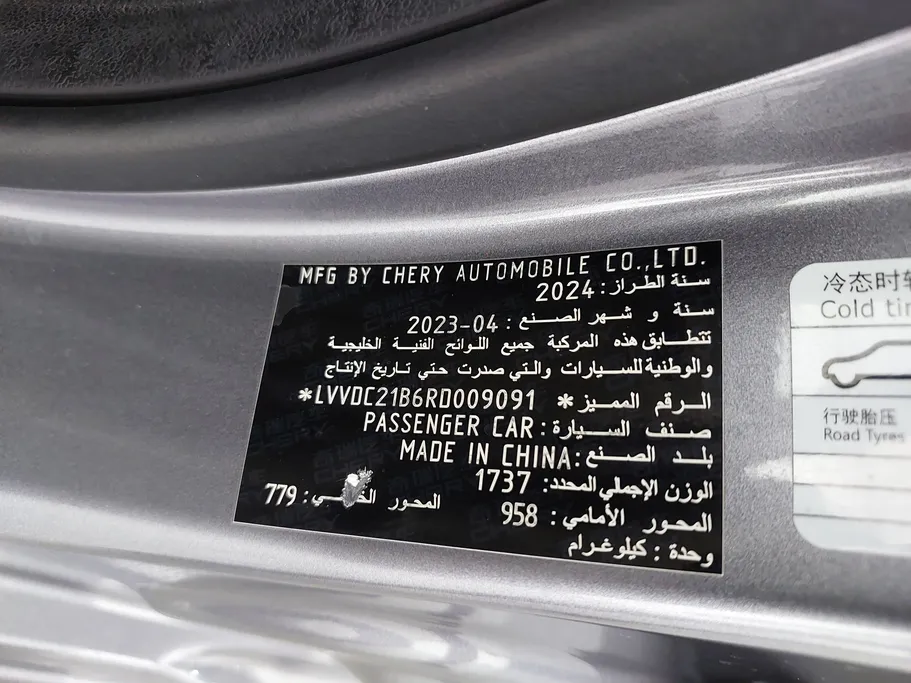 MFG BY CHERY AUTOMOBILE CO.,LTD.
سنة الطراز: 2024
سنة و شهر الصنع: 2023-04
تتطابق هذه المركبة جميع اللوائح الفنية الخليجية
والوطنية للسيارات والتي صدرت حتي تاريخ الإنتاج
الرقم المميز *LVVDC21B6RD009091*
صنف السيارة: PASSENGER CAR
بلد الصنع: MADE IN CHINA
الوزن الإجمالي المحدد: 1737
المحور الأمامي: 958 المحور : 779
وحدة: كيلوغرام
冷态时
Cold
行驶胎压
Road Tyres